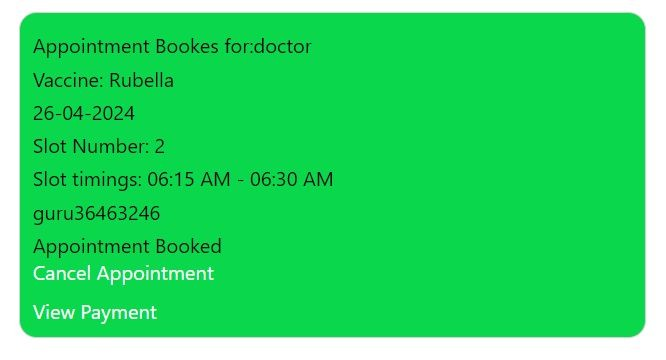 Appointment Bookes for:doctor
Vaccine: Rubella
26-04-2024
Slot Number: 2
Slot timings: 06:15 AM - 06:30 AM
guru36463246
Appointment Booked
Cancel Appointment
View Payment